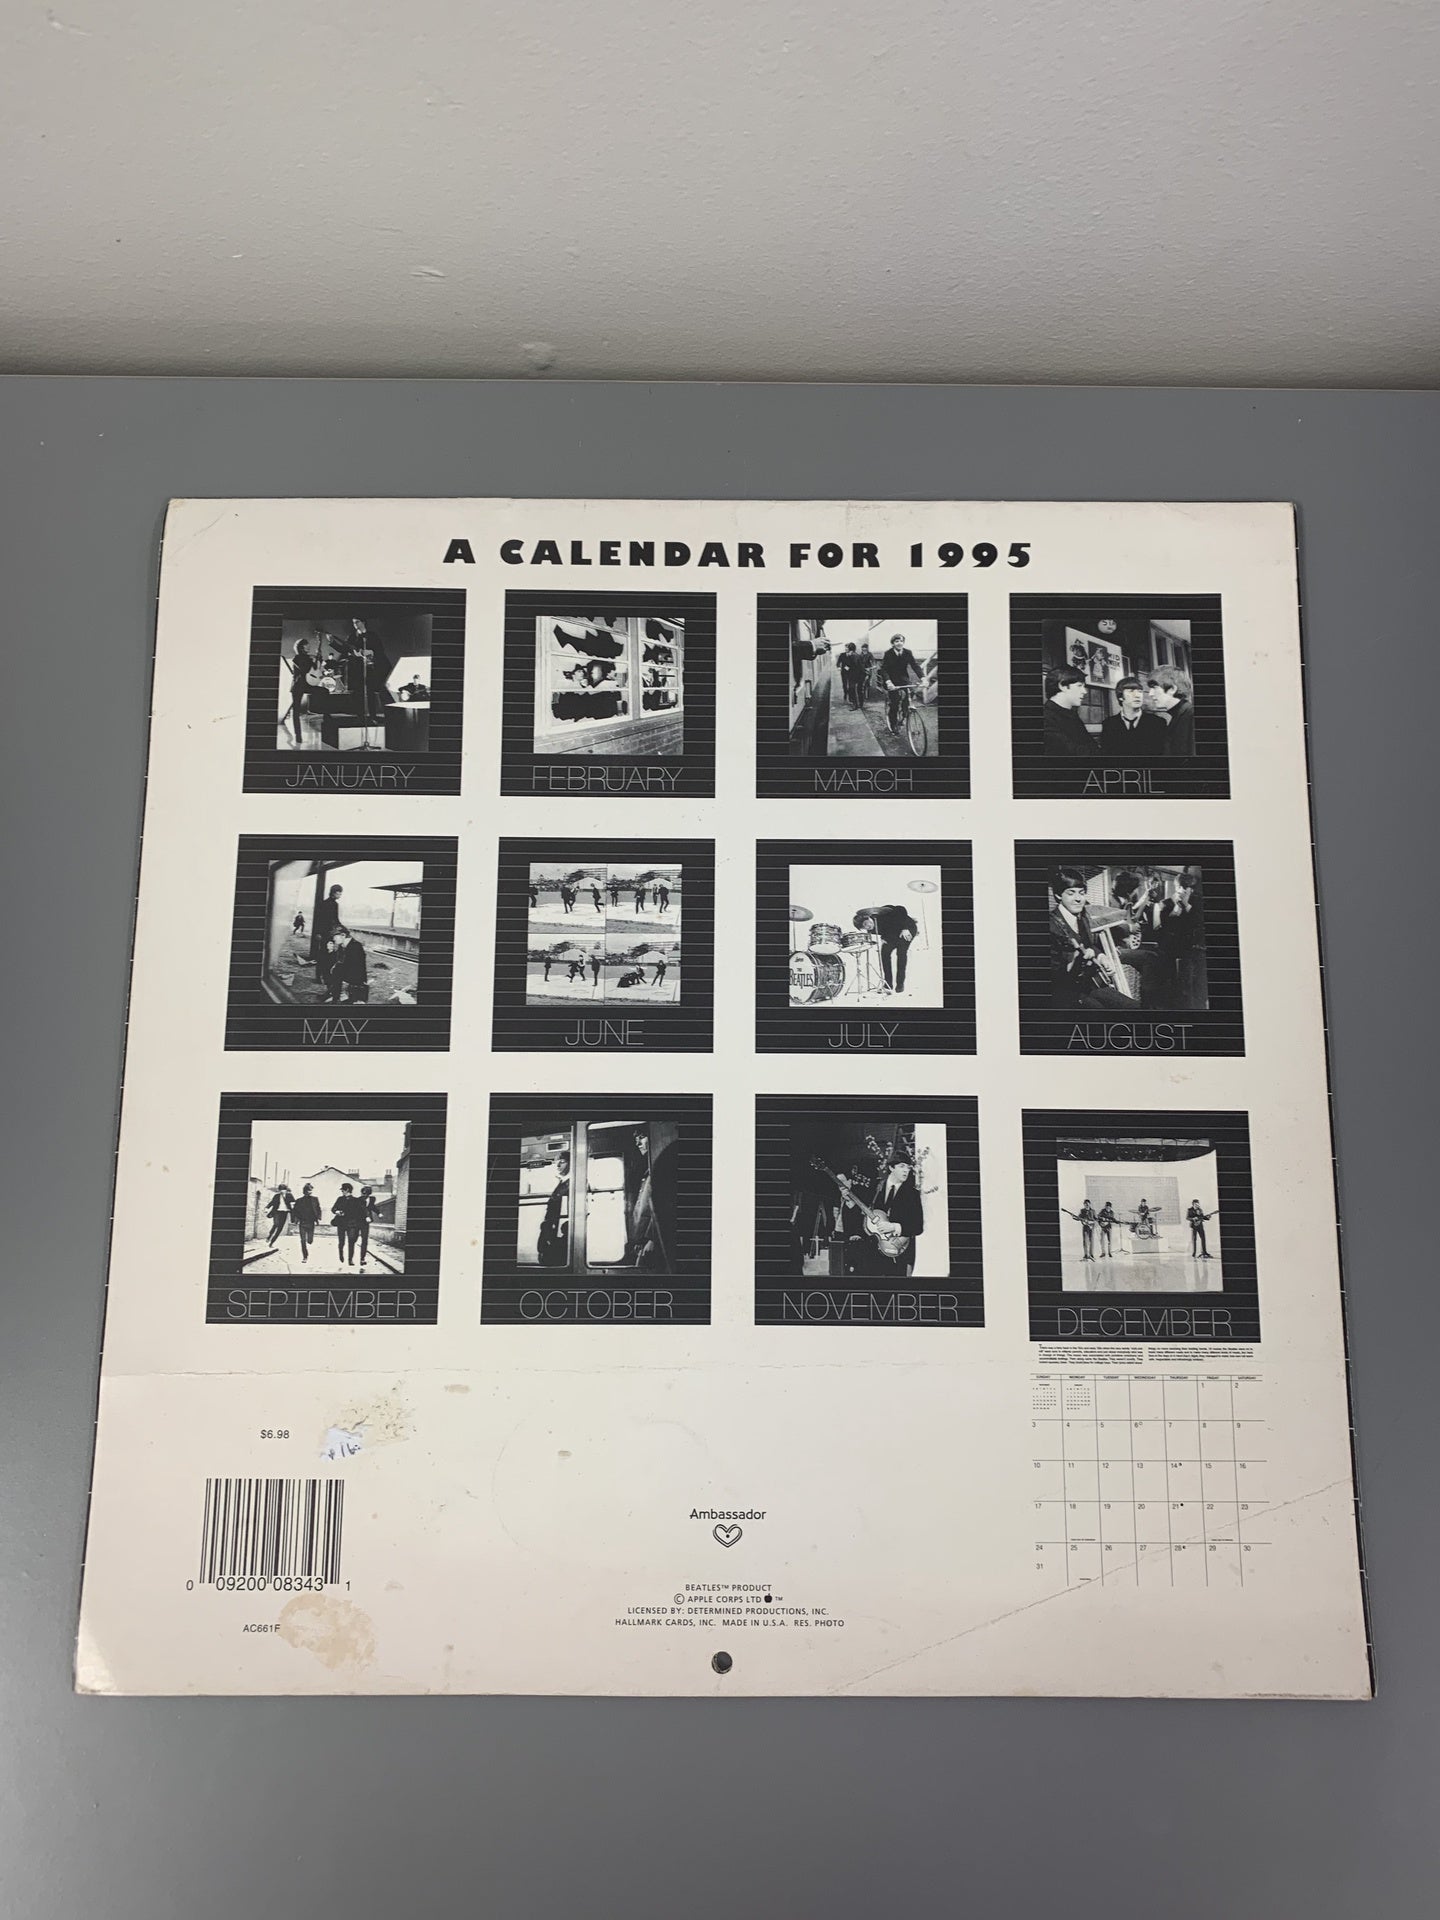 A CALENDAR FOR 1995
JANUARY
FEBRUARY
MARCH
APRIL
MAY
JUNE
THE
BEATLES
JULY
AUGUST
SEPTEMBER
OCTOBER
NOVEMBER
DECEMBER
SUNDAY MONDAY TUESDAY WEDNESDAY THURSDAY FRIDAY SATURDAY
1 2
3 4 5 6 7 8 9
10 11 12 13 14 15 16
17 18 19 20 21 22 23
24 25 26 27 28 29 30
31
$6.98
Ambassador
0 09200 08343 1
BEATLES™ PRODUCT
© APPLE CORPS LTD ™
LICENSED BY: DETERMINED PRODUCTIONS, INC.
HALLMARK CARDS, INC. MADE IN U.S.A. RES. PHOTO
AC661F